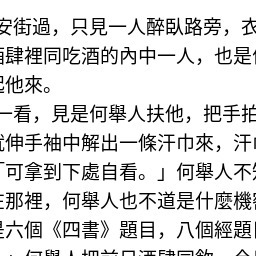 安街過，只見一人醉臥路旁，衣
酒肆裡同吃酒的內中一人，也是
起他來。
一看，見是何舉人扶他，把手拍
就伸手袖中解出一條汗巾來，汗
「可拿到下處自看。」何舉人不知
在那裡，何舉人也不道是什麼機密
是六個《四書》題目，八個經題目